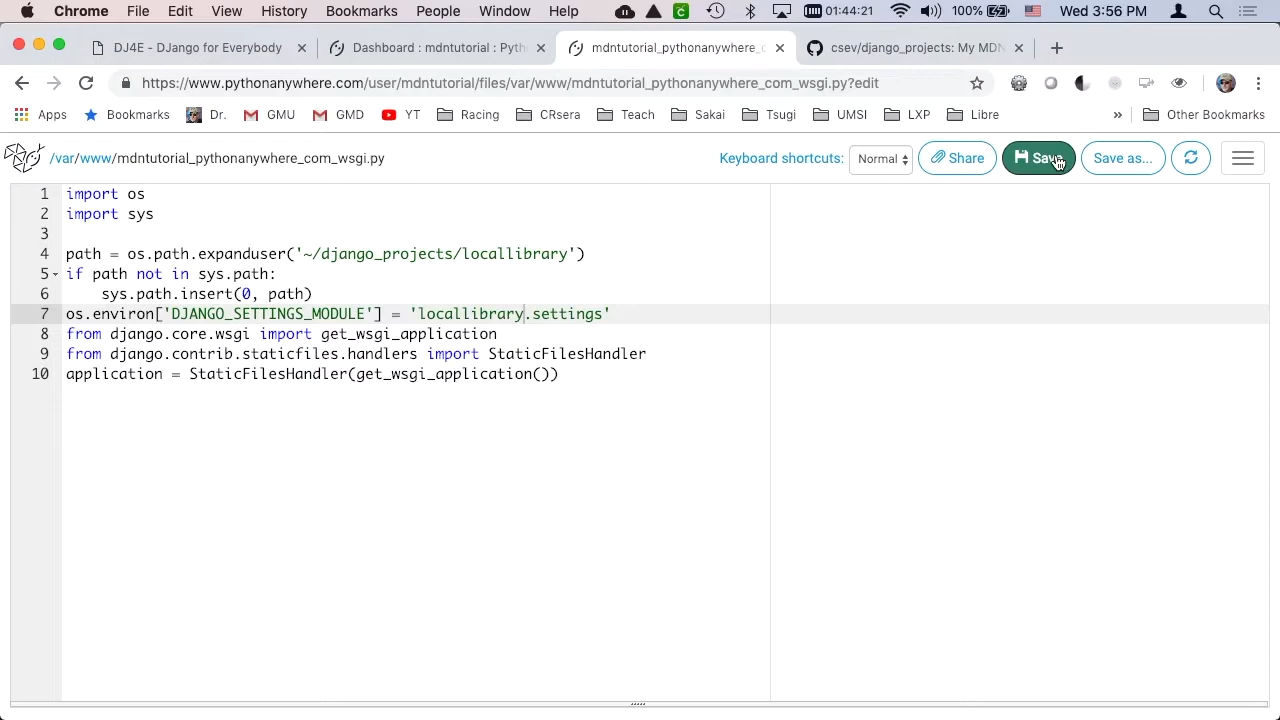 Chrome File Edit View History Bookmarks People Window Help 01:44:21 100% Wed 3:56 PM
DJ4E - DJango for Everybody Dashboard : mdntutorial : Pyth mdntutorial_pythonanywhere_c csev/django_projects: My MDN
https://www.pythonanywhere.com/user/mdntutorial/files/var/www/mdntutorial_pythonanywhere_com_wsgi.py?edit
Apps Bookmarks Dr. GMU GMD YT Racing CRsera Teach Sakai Tsugi UMSI LXP Libre » Other Bookmarks
/var/www/mdntutorial_pythonanywhere_com_wsgi.py Keyboard shortcuts: Normal Share Save Save as...
1 import os
2 import sys
3
4 path = os.path.expanduser('~/django_projects/locallibrary')
5 if path not in sys.path:
6 sys.path.insert(0, path)
7 os.environ['DJANGO_SETTINGS_MODULE'] = 'locallibrary.settings'
8 from django.core.wsgi import get_wsgi_application
9 from django.contrib.staticfiles.handlers import StaticFilesHandler
10 application = StaticFilesHandler(get_wsgi_application())